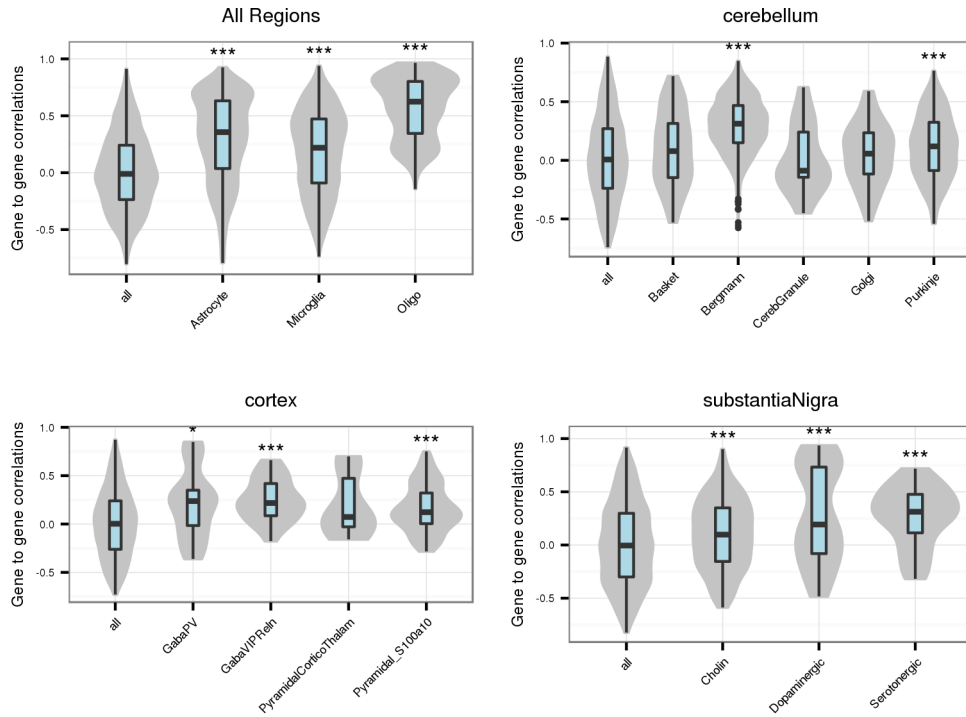 All Regions
Gene to gene correlations
1.0
0.5
0.0
-0.5
*** *** ***
all Astrocyte Microglia Oligo
cerebellum
Gene to gene correlations
1.0
0.5
0.0
-0.5
*** ***
all Basket Bergmann CerebGranule Golgi Purkinje
cortex
Gene to gene correlations
1.0
0.5
0.0
-0.5
* *** ***
all GabaPV GabaVIPReln PyramidalCorticoThalam Pyramidal_S100a10
substantiaNigra
Gene to gene correlations
1.0
0.5
0.0
-0.5
*** *** ***
all Cholin Dopaminergic Serotonergic